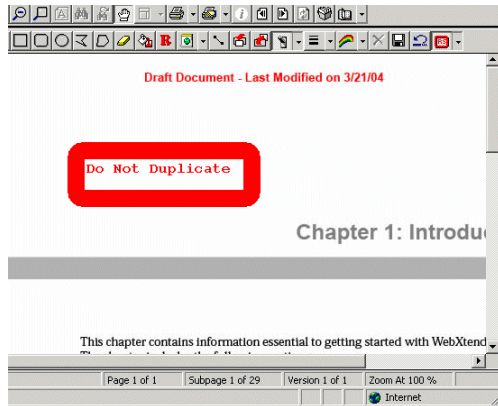 Draft Document - Last Modified on 3/21/04
Do Not Duplicate
Chapter 1: Introdu
This chapter contains information essential to getting started with WebXtend
Page 1 of 1 Subpage 1 of 29 Version 1 of 1 Zoom At 100 %
Internet